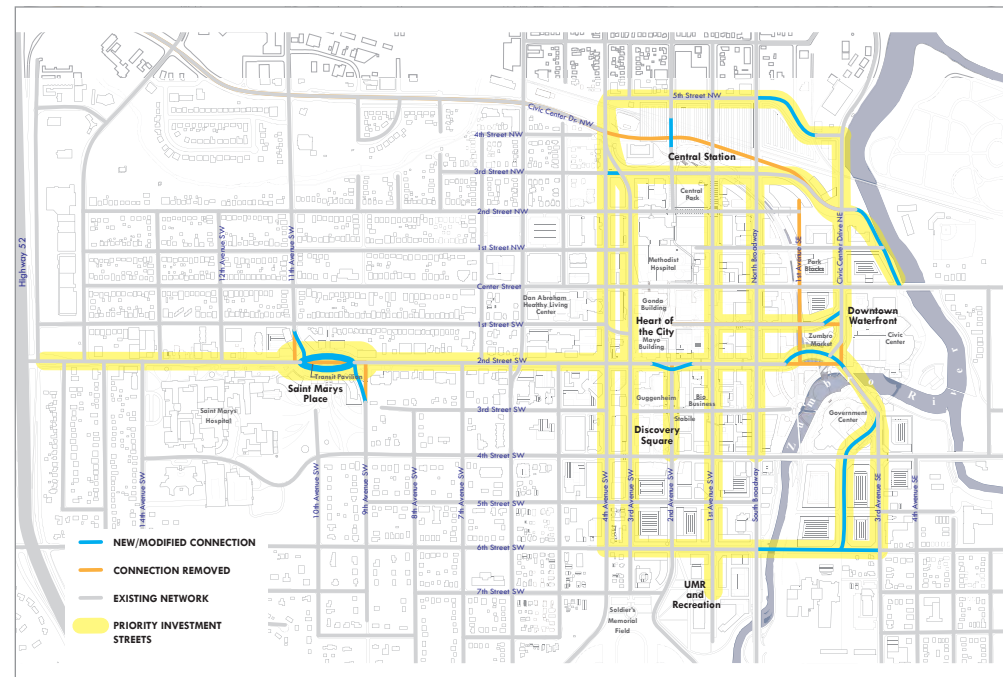 5th Street NW
Civic Center Dr. NW
4th Street NW
Central Station
3rd Street NW
Central
Park
2nd Street NW
Highway 52
12th Avenue SW
11th Avenue SW
1st Street NW
North Broadway
1st Avenue SE
Civic Center Drive NE
Methodist
Hospital
Park
Blocks
Center Street
Dan Abraham
Healthy Living
Center
Gonda
Building
Downtown
Waterfront
1st Street SW
Heart of
the City
Mayo
Building
Zumbro
Market
Civic
Center
2nd Street SW
Transit Pavilion
Saint Marys
Place
Guggenheim
Bio
Business
Zumbro River
Saint Marys
Hospital
3rd Street SW
Stabile
Government
Center
Discovery
Square
4th Street SW
14th Avenue SW
10th Avenue SW
9th Avenue SW
8th Avenue SW
7th Avenue SW
4th Avenue SW
3rd Avenue SW
2nd Avenue SW
1st Avenue SW
South Broadway
3rd Avenue SE
4th Avenue SE
5th Street SW
6th Street SW
NEW/MODIFIED CONNECTION
CONNECTION REMOVED
EXISTING NETWORK
PRIORITY INVESTMENT
STREETS
7th Street SW
UMR
and
Recreation
Soldier's
Memorial
Field